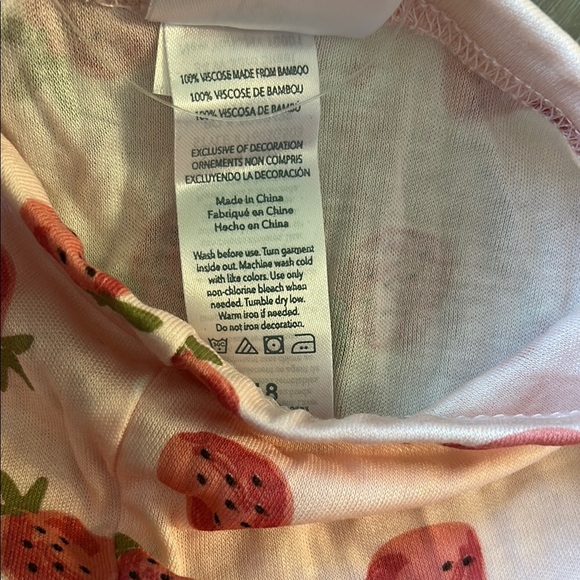 100% VISCOSE MADE FROM BAMBOO
100% VISCOSE DE BAMBOU
100% VISCOSA DE BAMBÚ
EXCLUSIVE OF DECORATION
ORNEMENTS NON COMPRIS
EXCLUYENDO LA DECORACIÓN
Made in China
Fabriqué en Chine
Hecho en China
Wash before use. Turn garment
inside out. Machine wash cold
with like colors. Use only
non-chlorine bleach when
needed. Tumble dry low.
Warm iron if needed.
Do not iron decoration.
18